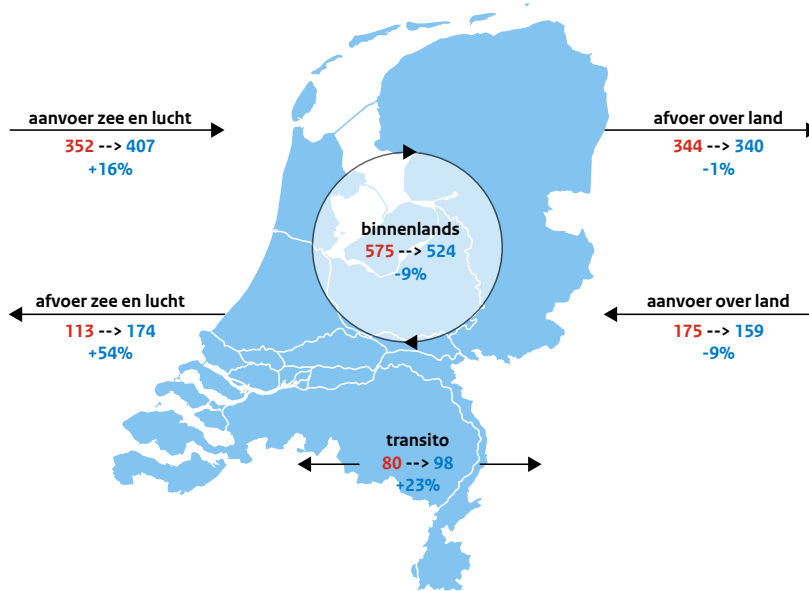 aanvoer zee en lucht
352 --> 407
+16%
afvoer over land
344 --> 340
-1%
binnenlands
575 --> 524
-9%
afvoer zee en lucht
113 --> 174
+54%
aanvoer over land
175 --> 159
-9%
transito
80 --> 98
+23%